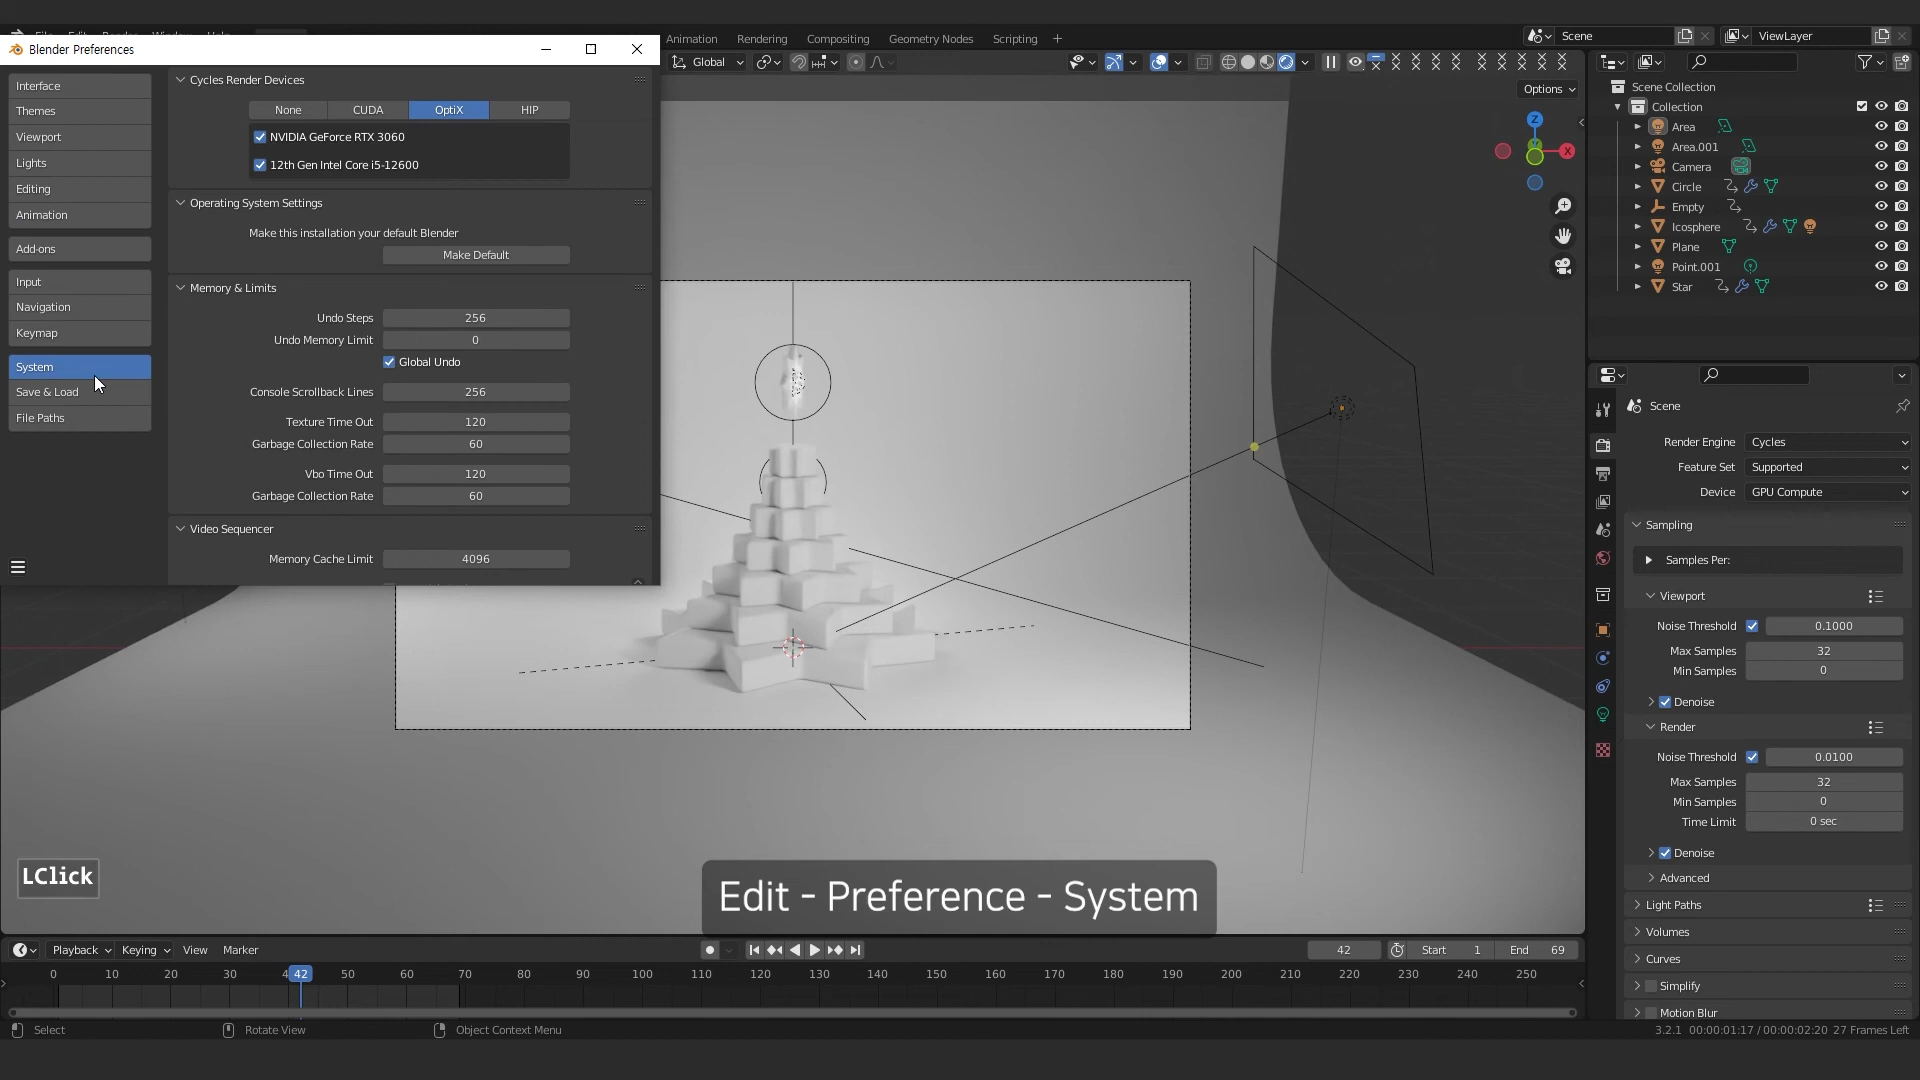 Blender Preferences
Animation
Rendering
Compositing
Geometry Nodes
Scripting
Scene
ViewLayer
Global
Options
Z
X
Interface
Themes
Viewport
Lights
Editing
Animation
Add-ons
Input
Navigation
Keymap
System
Save & Load
File Paths
Cycles Render Devices
None
CUDA
OptiX
HIP
NVIDIA GeForce RTX 3060
12th Gen Intel Core i5-12600
Operating System Settings
Make this installation your default Blender
Make Default
Memory & Limits
Undo Steps 256
Undo Memory Limit 0
Global Undo
Console Scrollback Lines 256
Texture Time Out 120
Garbage Collection Rate 60
Vbo Time Out 120
Garbage Collection Rate 60
Video Sequencer
Memory Cache Limit 4096
Scene Collection
Collection
Area
Area.001
Camera
Circle
Empty
Icosphere
Plane
Point.001
Star
Scene
Render Engine Cycles
Feature Set Supported
Device GPU Compute
Sampling
Samples Per:
Viewport
Noise Threshold 0.1000
Max Samples 32
Min Samples 0
Denoise
Render
Noise Threshold 0.0100
Max Samples 32
Min Samples 0
Time Limit 0 sec
Denoise
Advanced
Light Paths
Volumes
Curves
Simplify
Motion Blur
LClick
Edit - Preference - System
Playback
Keying
View
Marker
42
Start 1
End 69
0 10 20 30 4 42 50 60 70 80 90 100 110 120 130 140 150 160 170 180 190 200 210 220 230 240 250
Select
Rotate View
Object Context Menu
3.2.1 00:00:01:17 / 00:00:02:20 27 Frames Left